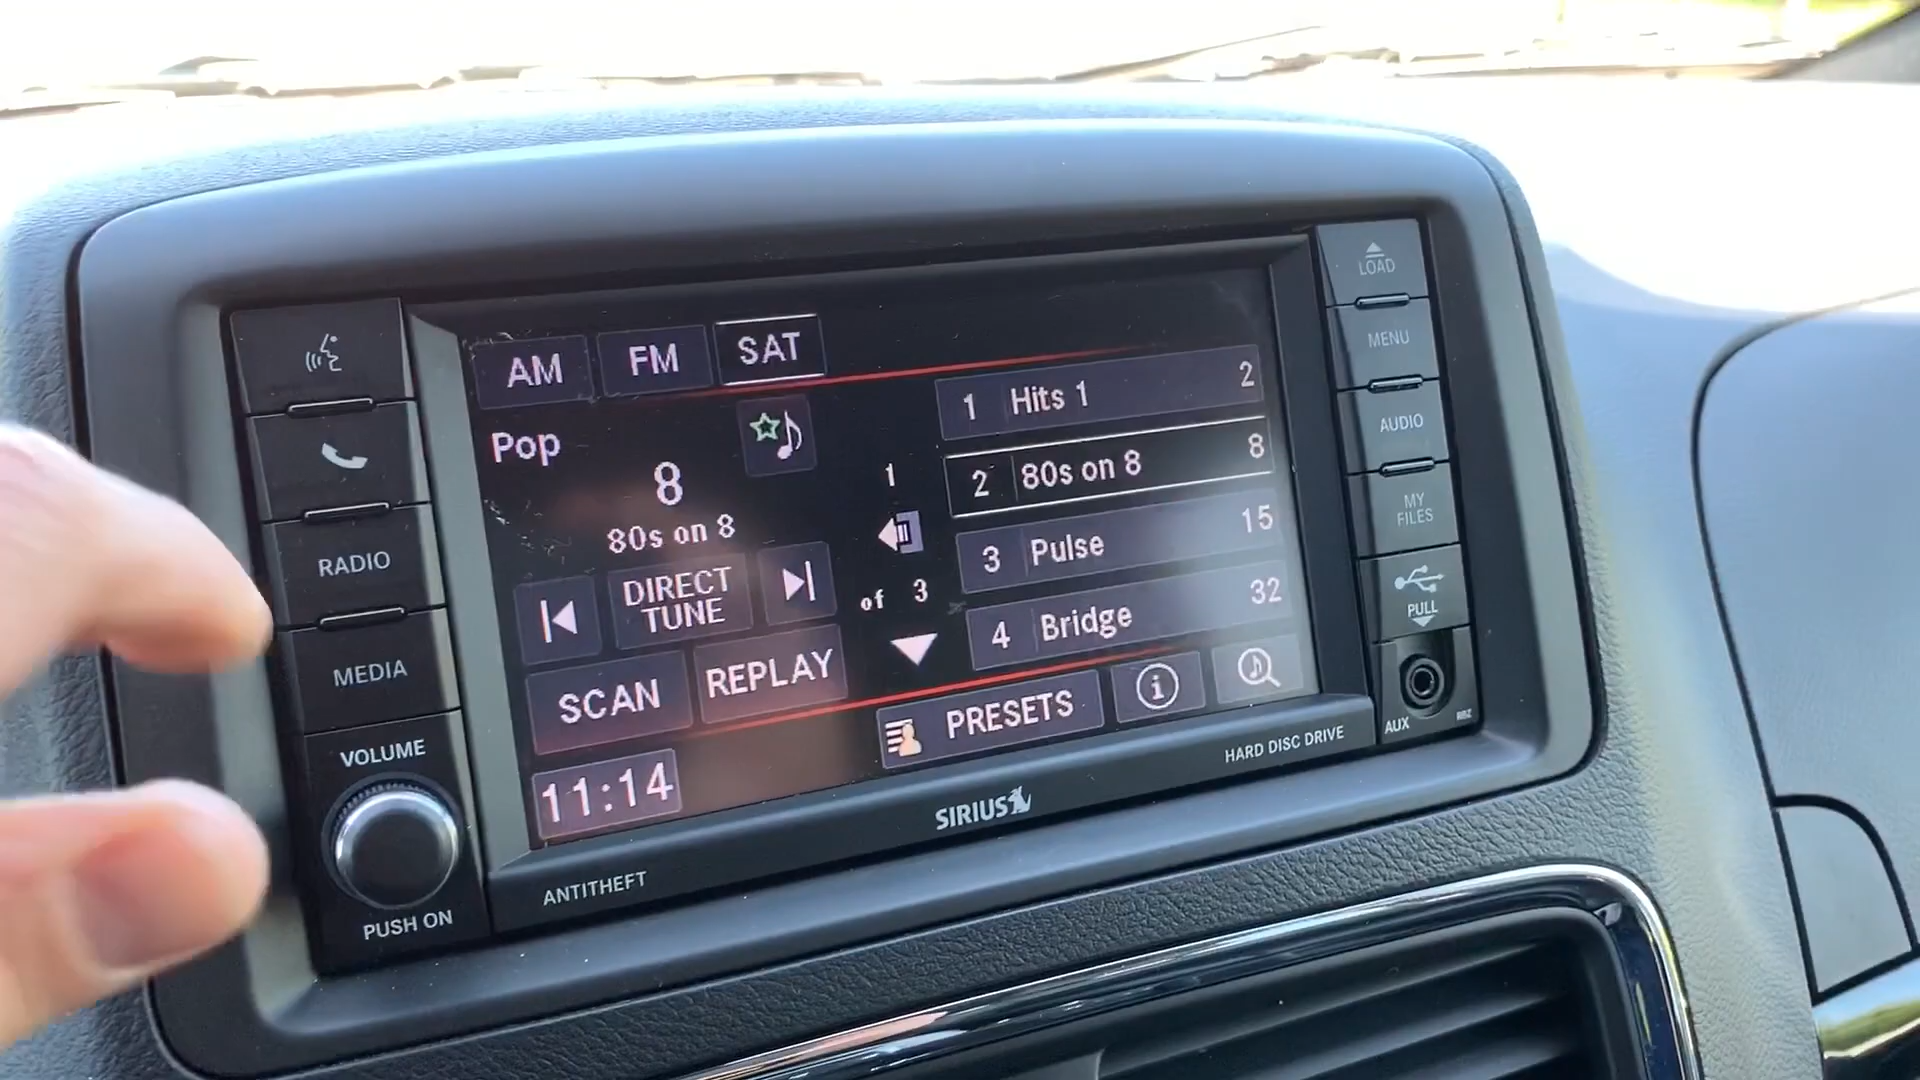 AM FM SAT
Pop
8
80s on 8
DIRECT
TUNE
SCAN REPLAY
11:14
1
of 3
1 Hits 1 2
2 80s on 8 8
3 Pulse 15
4 Bridge 32
PRESETS
RADIO
MEDIA
VOLUME
PUSH ON
LOAD
MENU
AUDIO
MY
FILES
PULL
AUX
ANTITHEFT
SIRIUS
HARD DISC DRIVE